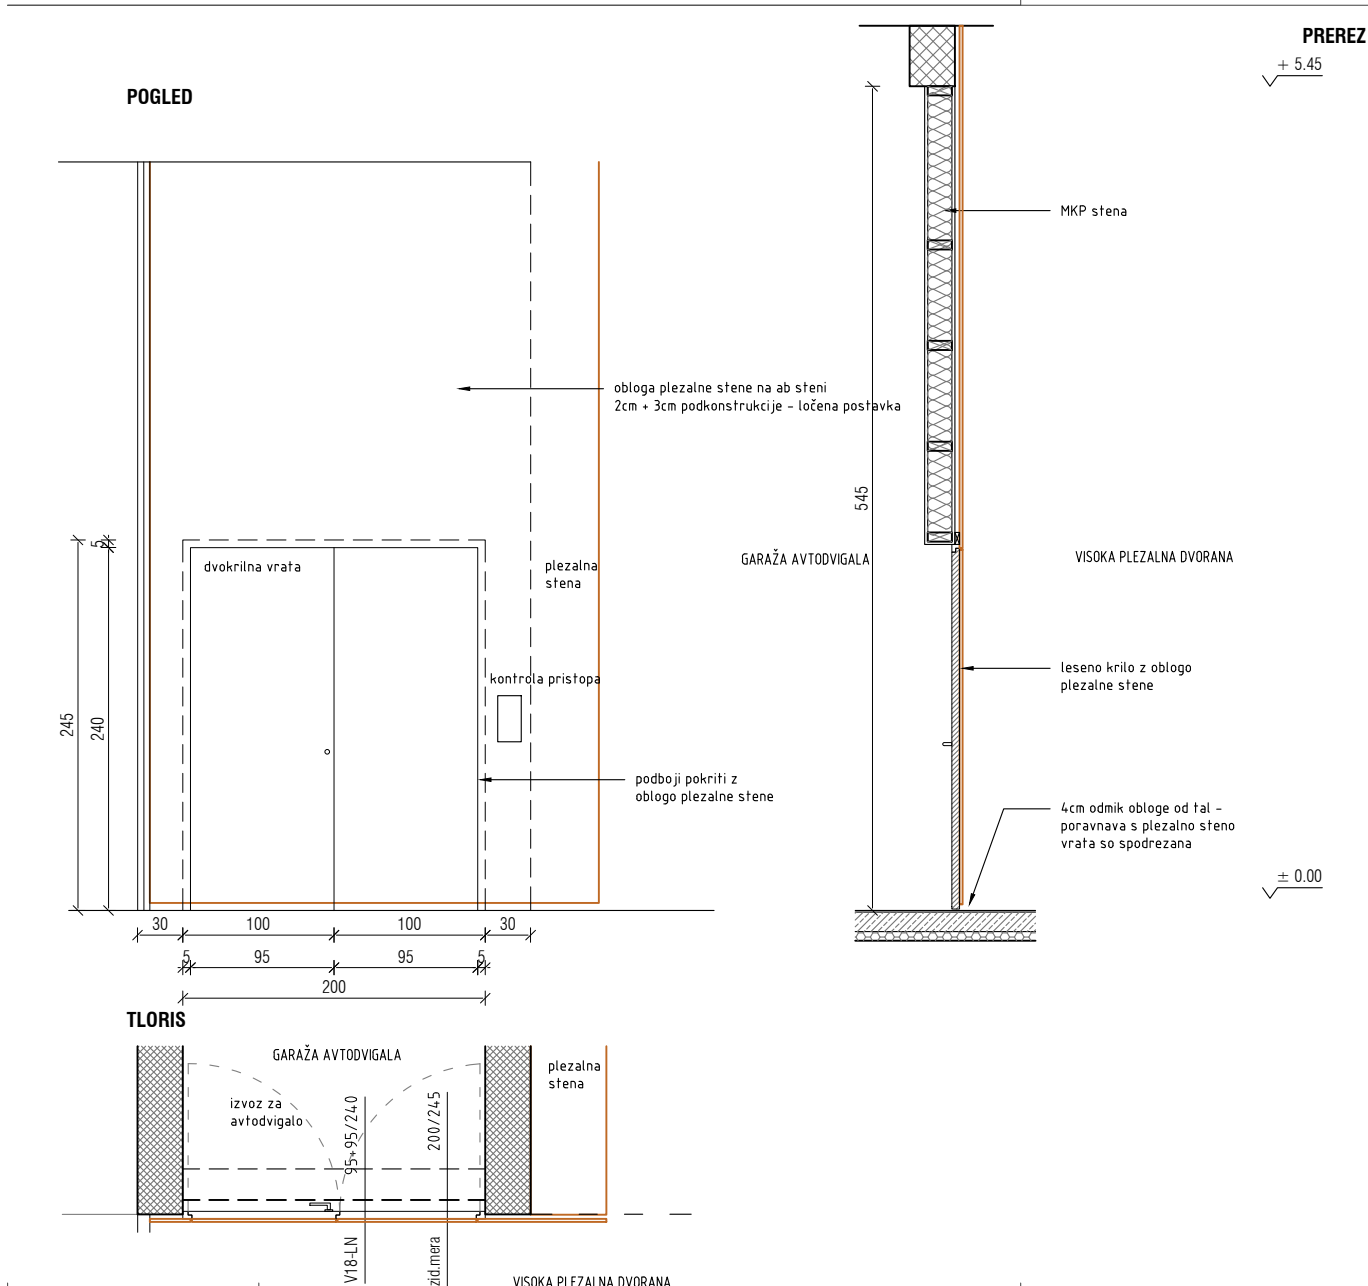 PREREZ
+ 5.45
POGLED
MKP stena
obloga plezalne stene na ab steni
2cm + 3cm podkonstrukcije – ločena postavka
545
GARAŽA AVTODVIGALA
VISOKA PLEZALNA DVORANA
5
dvokrilna vrata
plezalna
stena
kontrola pristopa
245
240
leseno krilo z oblogo
plezalne stene
podboji pokriti z
oblogo plezalne stene
4cm odmik obloge od tal –
poravnava s plezalno steno
vrata so spodrezana
± 0.00
30
100
100
30
5
95
95
5
200
TLORIS
GARAŽA AVTODVIGALA
plezalna
stena
izvoz za
avtodvigalo
95+95/240
200/245
V18-LN
zid.mera
VISOKA PLEZALNA DVORANA